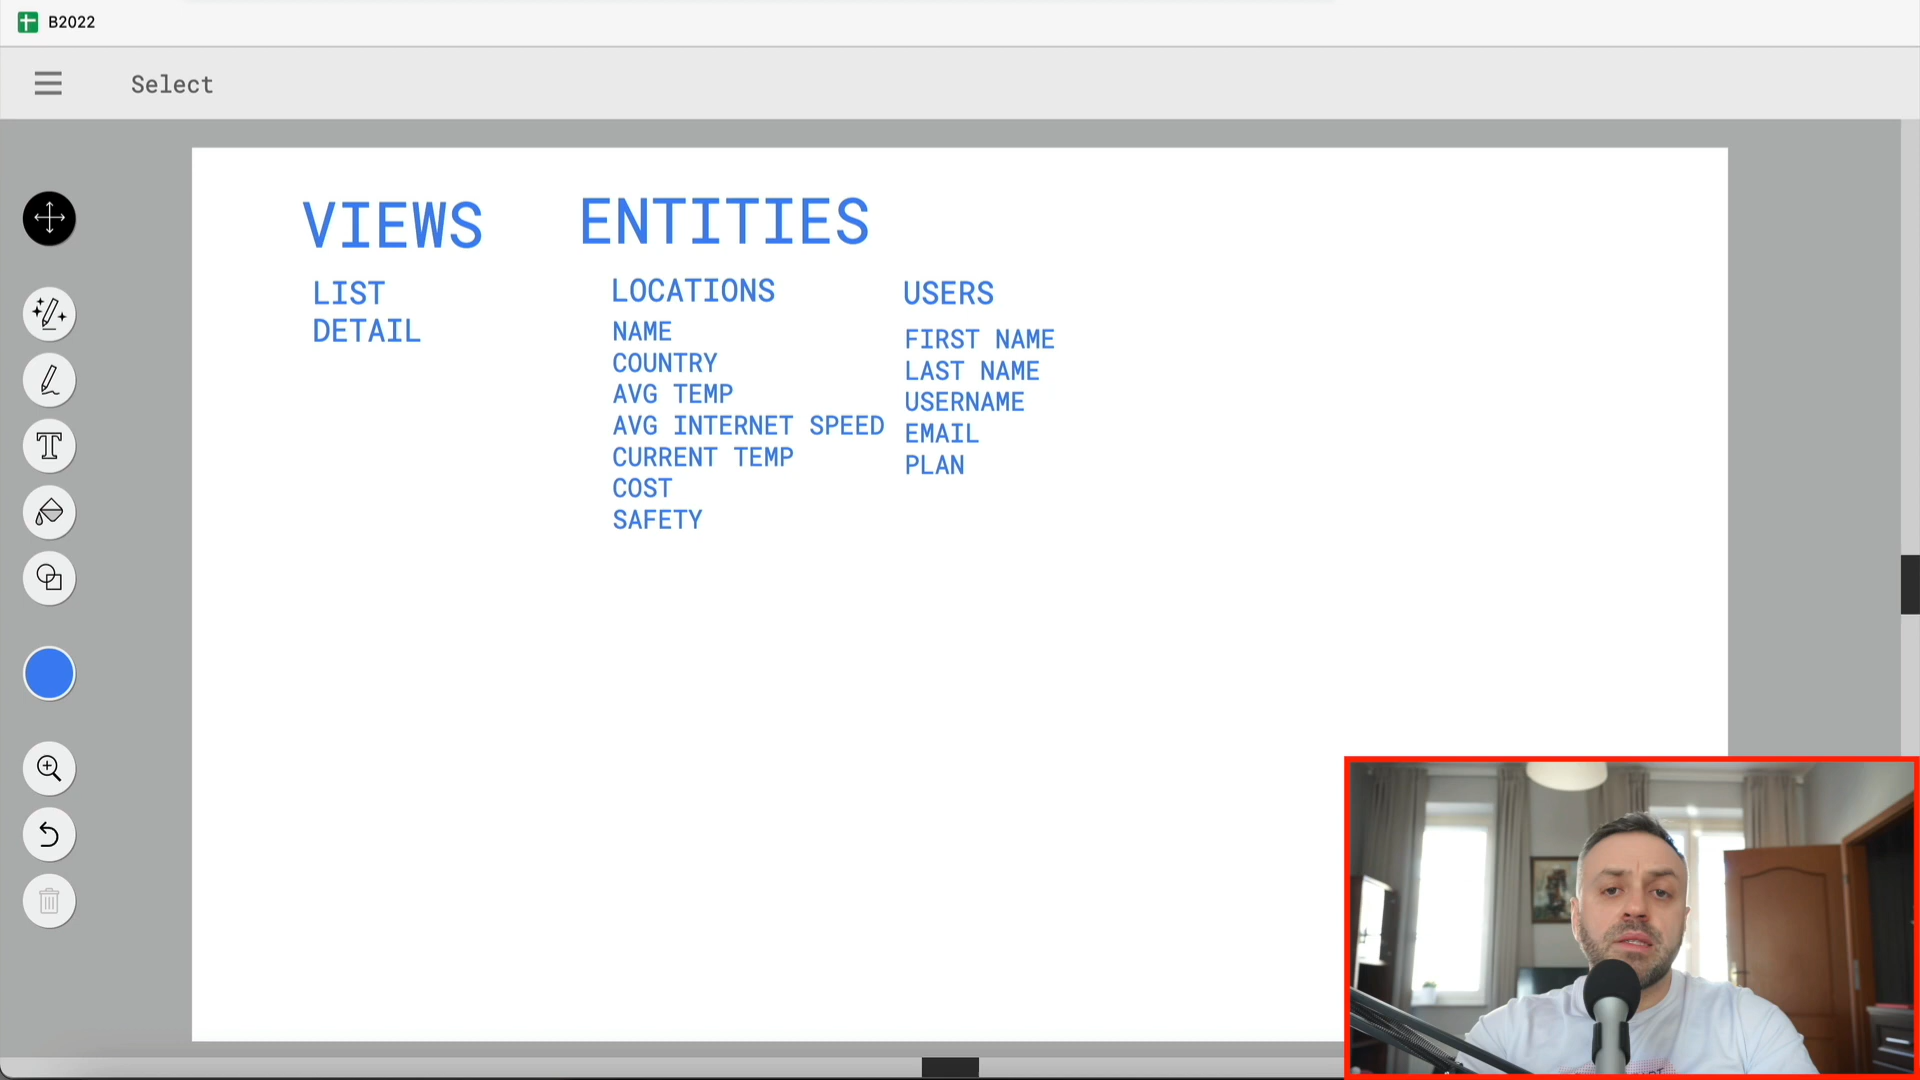 B2022
Select
VIEWS
LIST
DETAIL
ENTITIES
LOCATIONS
NAME
COUNTRY
AVG TEMP
AVG INTERNET SPEED
CURRENT TEMP
COST
SAFETY
USERS
FIRST NAME
LAST NAME
USERNAME
EMAIL
PLAN